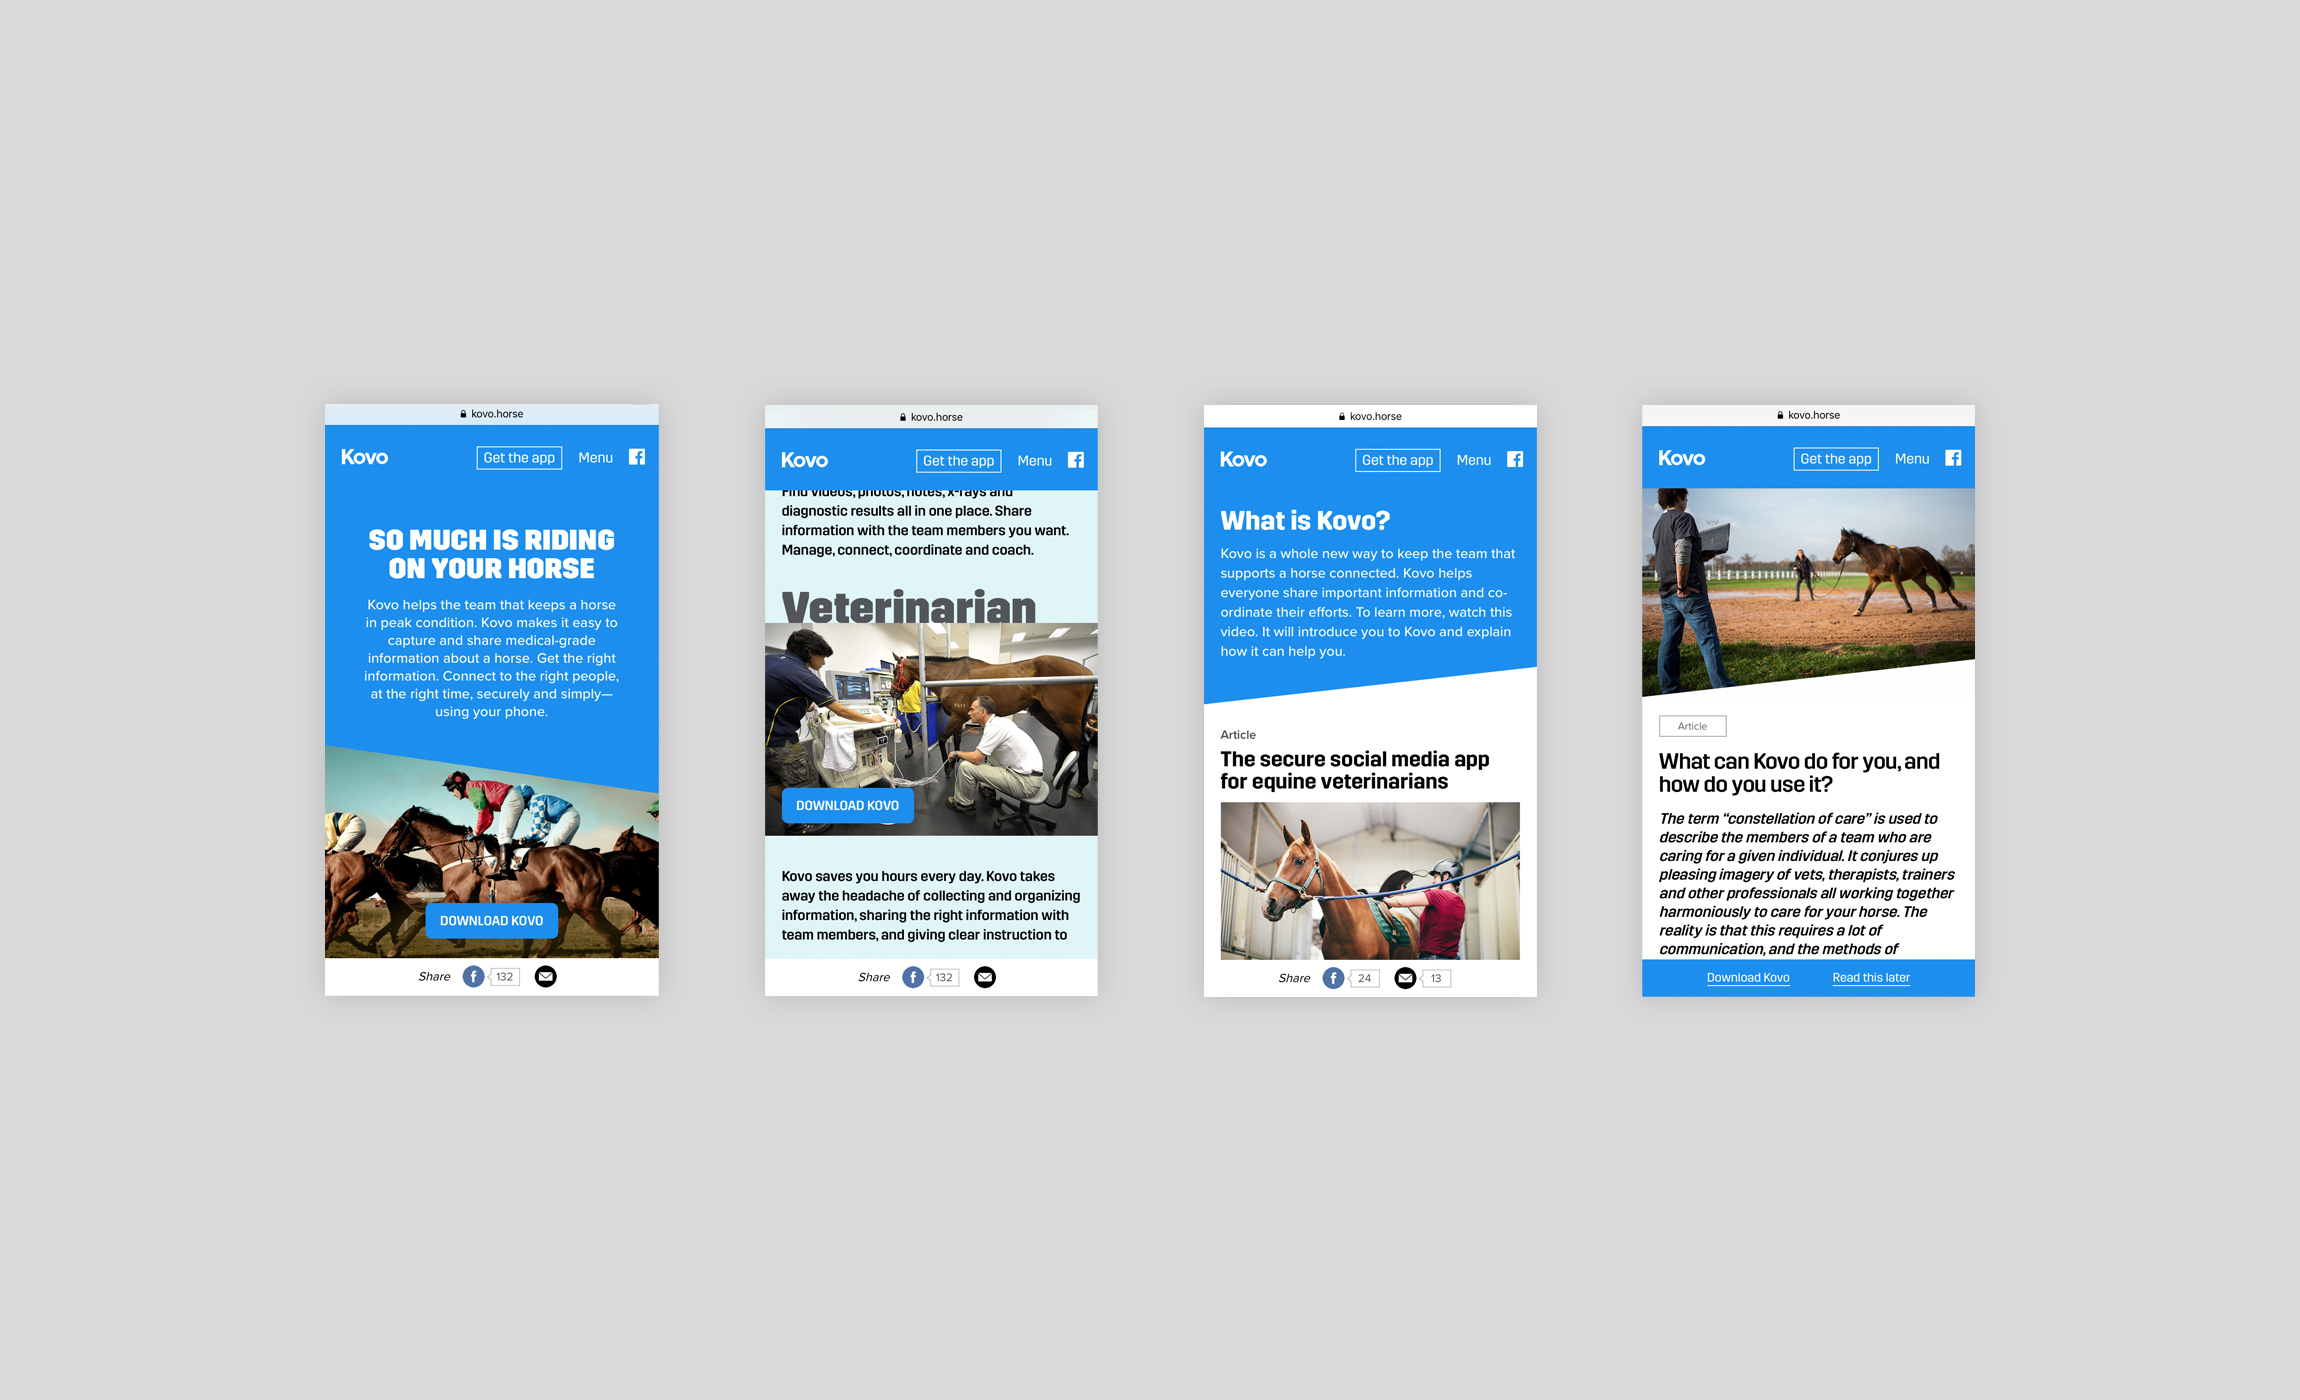 kovo.horse
Kovo
Get the app
Menu
SO MUCH IS RIDING
ON YOUR HORSE
Kovo helps the team that keeps a horse
in peak condition. Kovo makes it easy to
capture and share medical-grade
information about a horse. Get the right
information. Connect to the right people,
at the right time, securely and simply—
using your phone.
DOWNLOAD KOVO
Share
132
kovo.horse
Kovo
Get the app
Menu
Find videos, photos, notes, x-rays and
diagnostic results all in one place. Share
information with the team members you want.
Manage, connect, coordinate and coach.
Veterinarian
DOWNLOAD KOVO
Kovo saves you hours every day. Kovo takes
away the headache of collecting and organizing
information, sharing the right information with
team members, and giving clear instruction to
Share
132
kovo.horse
Kovo
Get the app
Menu
What is Kovo?
Kovo is a whole new way to keep the team that
supports a horse connected. Kovo helps
everyone share important information and co-
ordinate their efforts. To learn more, watch this
video. It will introduce you to Kovo and explain
how it can help you.
Article
The secure social media app
for equine veterinarians
Share
24
13
kovo.horse
Kovo
Get the app
Menu
Article
What can Kovo do for you, and
how do you use it?
The term “constellation of care” is used to
describe the members of a team who are
caring for a given individual. It conjures up
pleasing imagery of vets, therapists, trainers
and other professionals all working together
harmoniously to care for your horse. The
reality is that this requires a lot of
communication, and the methods of
Download Kovo
Read this later